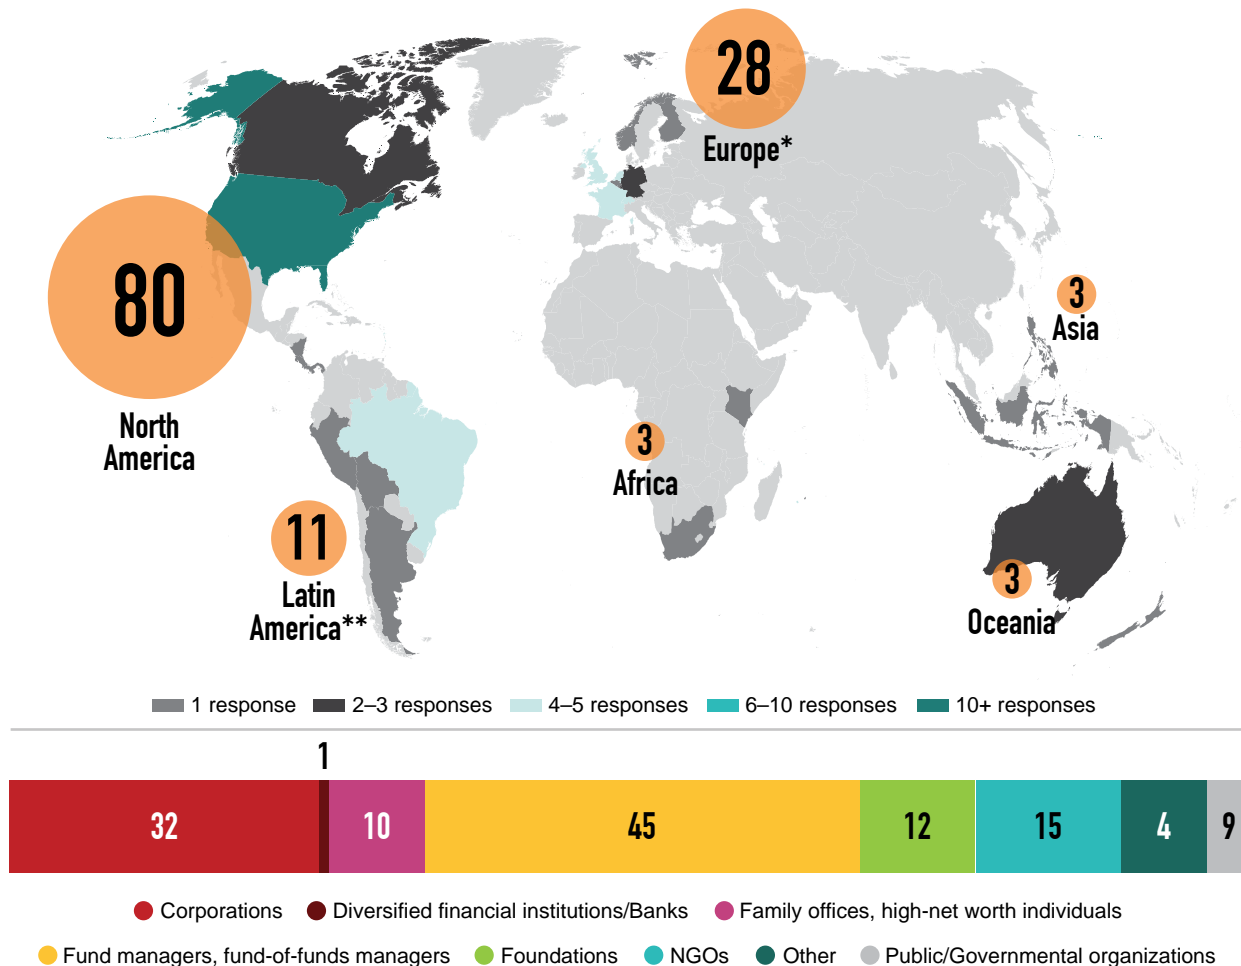 28
Europe*
80
North
America
3
Asia
3
Africa
11
Latin
America**
3
Oceania
1 response 2–3 responses 4–5 responses 6–10 responses 10+ responses
1
32 10 45 12 15 4 9
Corporations Diversified financial institutions/Banks Family offices, high-net worth individuals
Fund managers, fund-of-funds managers Foundations NGOs Other Public/Governmental organizations